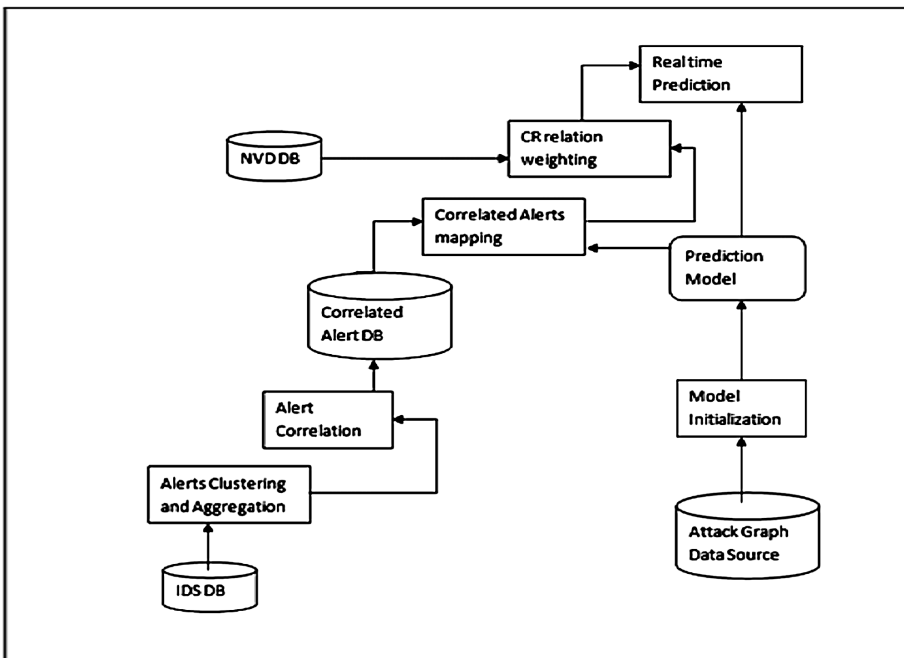 Real time
Prediction
CR relation
weighting
NVD DB
Correlated Alerts
mapping
Prediction
Model
Correlated
Alert DB
Model
Initialization
Alert
Correlation
Alerts Clustering
and Aggregation
Attack Graph
Data Source
IDS DB